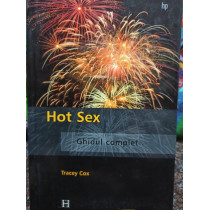 hp
Hot Sex
Ghidul complet
Tracey Cox
H